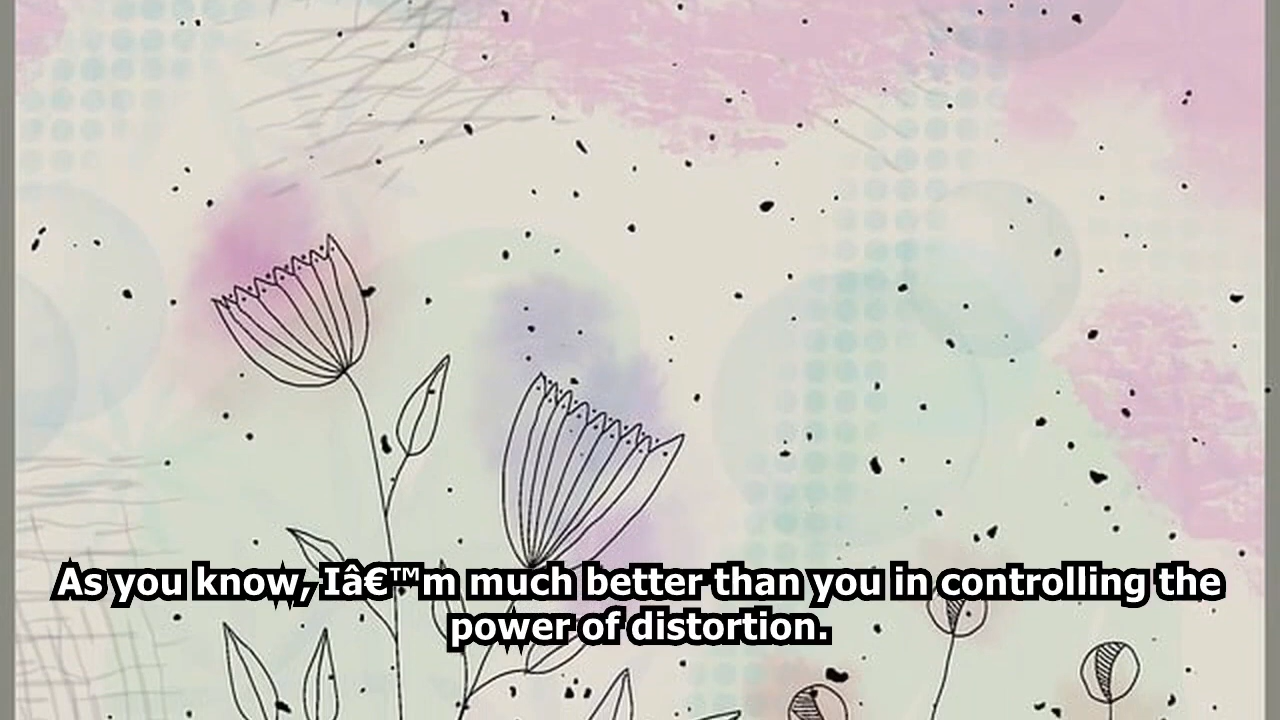 As you know, Iâ€™m much better than you in controlling the
power of distortion.